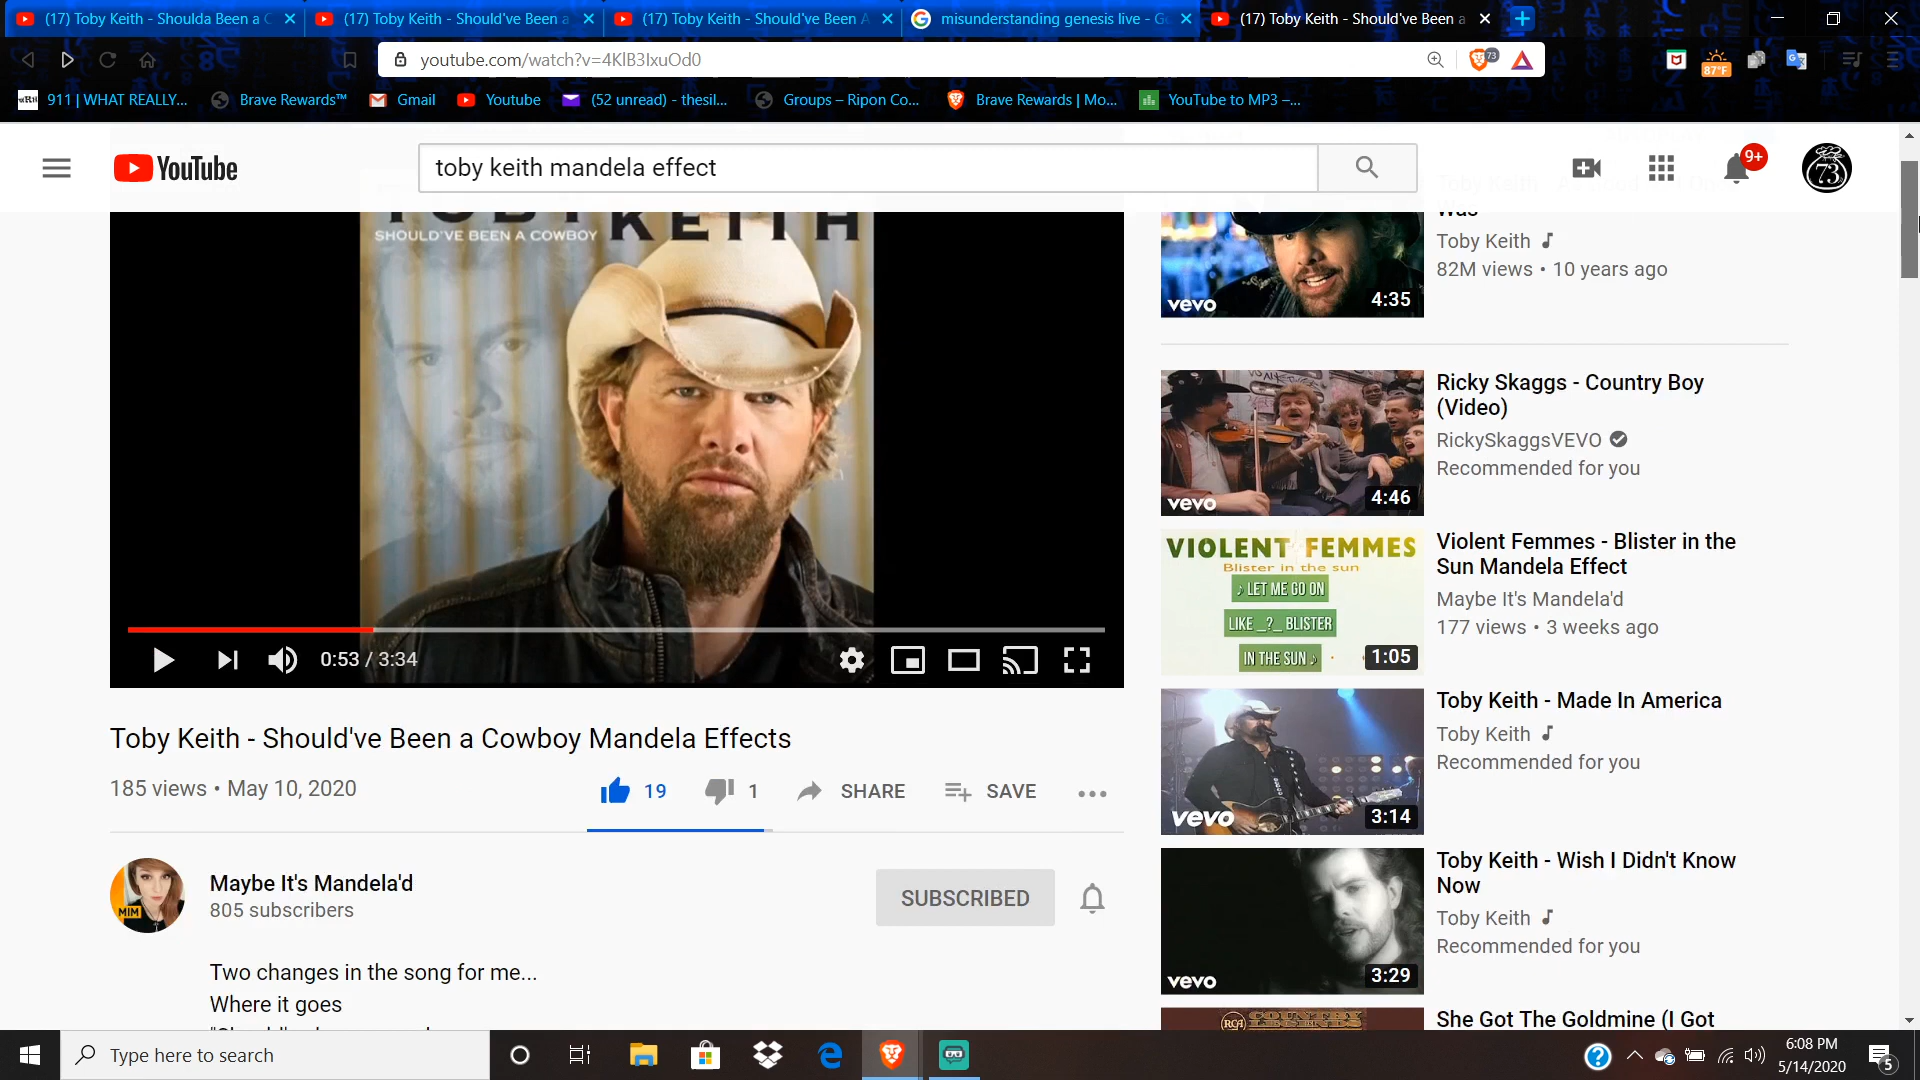 (17) Toby Keith - Shoulda Been a C
(17) Toby Keith - Should've Been a
(17) Toby Keith - Should've Been A
misunderstanding genesis live - Go
(17) Toby Keith - Should've Been a
youtube.com/watch?v=4KlB3IxuOd0
73
87°F
911 | WHAT REALLY...
Brave Rewards™
Gmail
Youtube
(52 unread) - thesil...
Groups – Ripon Co...
Brave Rewards | Mo...
YouTube to MP3 –...
YouTube
toby keith mandela effect
9+
73
TOBY KEITH
SHOULD'VE BEEN A COWBOY
0:53 / 3:34
Toby Keith - Should've Been a Cowboy Mandela Effects
185 views • May 10, 2020
19
1
SHARE
SAVE
MIM
Maybe It's Mandela'd
805 subscribers
SUBSCRIBED
Two changes in the song for me...
Where it goes
Was
Toby Keith
82M views • 10 years ago
vevo
4:35
Ricky Skaggs - Country Boy
(Video)
RickySkaggsVEVO
Recommended for you
vevo
4:46
VIOLENT FEMMES
Blister in the sun
♪ LET ME GO ON
LIKE _?_ BLISTER
IN THE SUN ♪
1:05
Violent Femmes - Blister in the
Sun Mandela Effect
Maybe It's Mandela'd
177 views • 3 weeks ago
Toby Keith - Made In America
Toby Keith
Recommended for you
vevo
3:14
Toby Keith - Wish I Didn't Know
Now
Toby Keith
Recommended for you
vevo
3:29
RCA
COUNTRY
LEGENDS
She Got The Goldmine (I Got
Type here to search
6:08 PM
5/14/2020
5